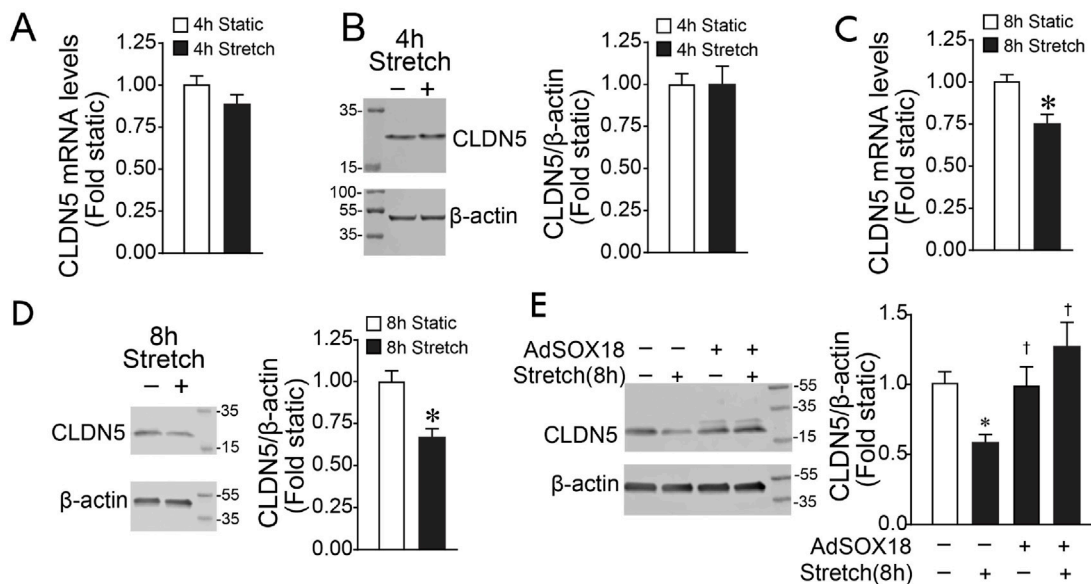 A
4h Static
4h Stretch
CLDN5 mRNA levels
(Fold static)
1.25
1.00
0.75
0.50
0.25
0.00
B
4h
Stretch
– +
35-
15-
CLDN5
100-
55-
35-
β-actin
4h Static
4h Stretch
CLDN5/β-actin
(Fold static)
1.25
1.00
0.75
0.50
0.25
0.00
C
8h Static
8h Stretch
CLDN5 mRNA levels
(Fold static)
1.25
1.00
0.75
0.50
0.25
0.00
*
D
8h
Stretch
– +
CLDN5
-35
-15
β-actin
-55
-35
8h Static
8h Stretch
CLDN5/β-actin
(Fold static)
1.25
1.00
0.75
0.50
0.25
0.00
*
E
AdSOX18 – – + +
Stretch(8h) – + – +
CLDN5
-55
-35
-15
β-actin
-55
-35
CLDN5/β-actin
(Fold static)
1.5
1.0
0.5
0.0
* † †
AdSOX18 – – + +
Stretch(8h) – + – +